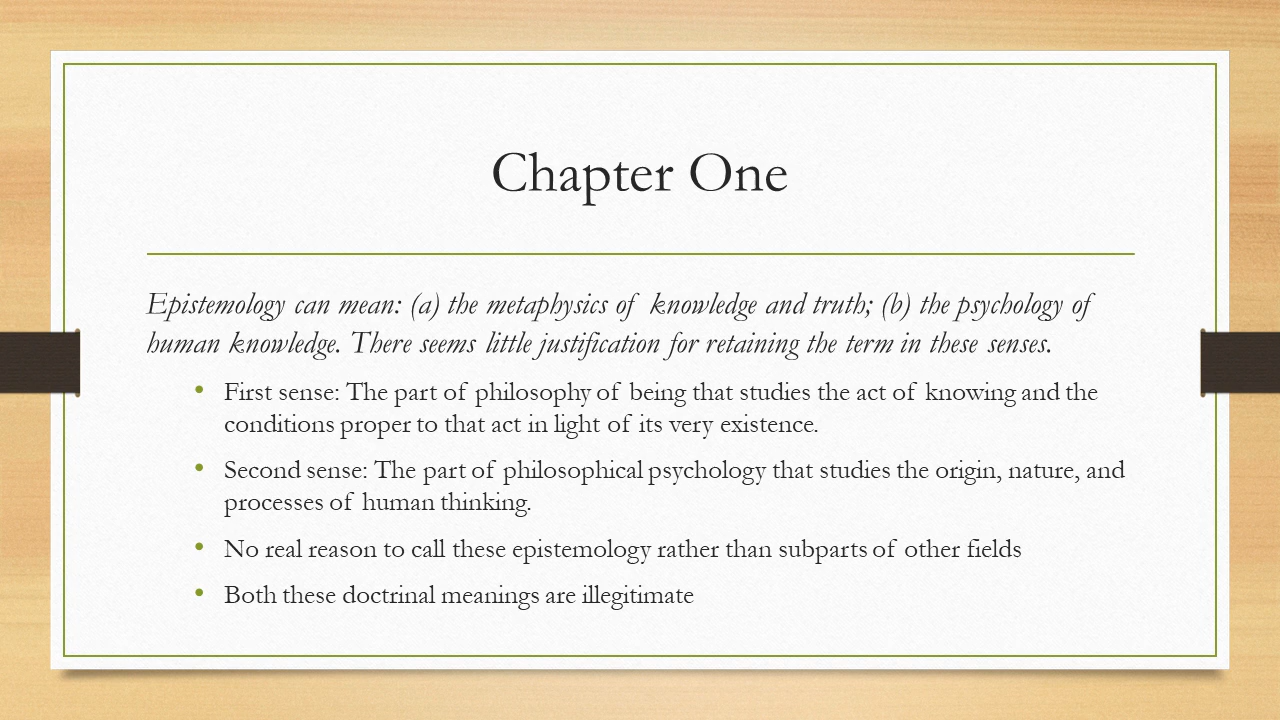 Chapter One
Epistemology can mean: (a) the metaphysics of knowledge and truth; (b) the psychology of
human knowledge. There seems little justification for retaining the term in these senses.
• First sense: The part of philosophy of being that studies the act of knowing and the
conditions proper to that act in light of its very existence.
• Second sense: The part of philosophical psychology that studies the origin, nature, and
processes of human thinking.
• No real reason to call these epistemology rather than subparts of other fields
• Both these doctrinal meanings are illegitimate